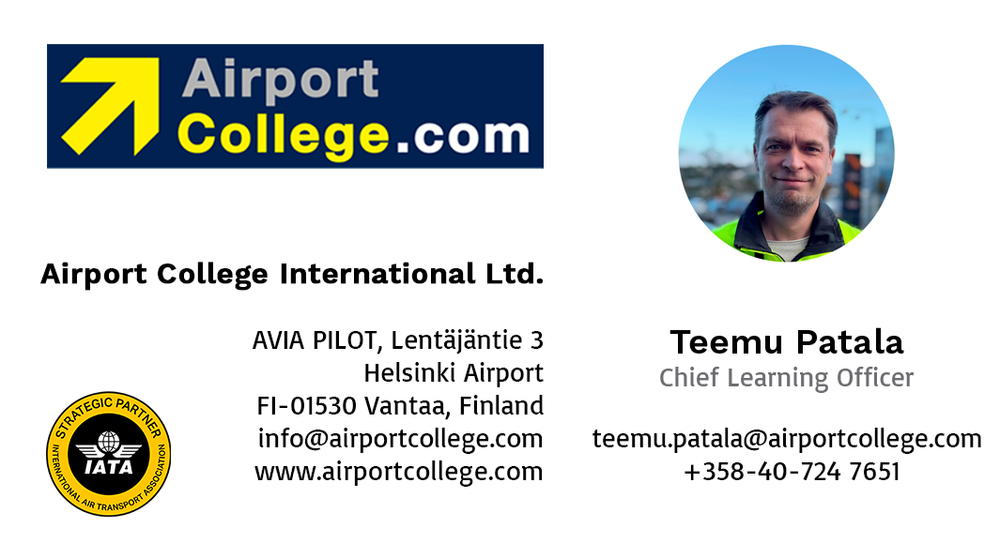 Airport
College.com
Airport College International Ltd.
AVIA PILOT, Lentäjäntie 3
Helsinki Airport
FI-01530 Vantaa, Finland
info@airportcollege.com
www.airportcollege.com
STRATEGIC PARTNER
IATA
INTERNATIONAL AIR TRANSPORT ASSOCIATION
Teemu Patala
Chief Learning Officer
teemu.patala@airportcollege.com
+358-40-724 7651